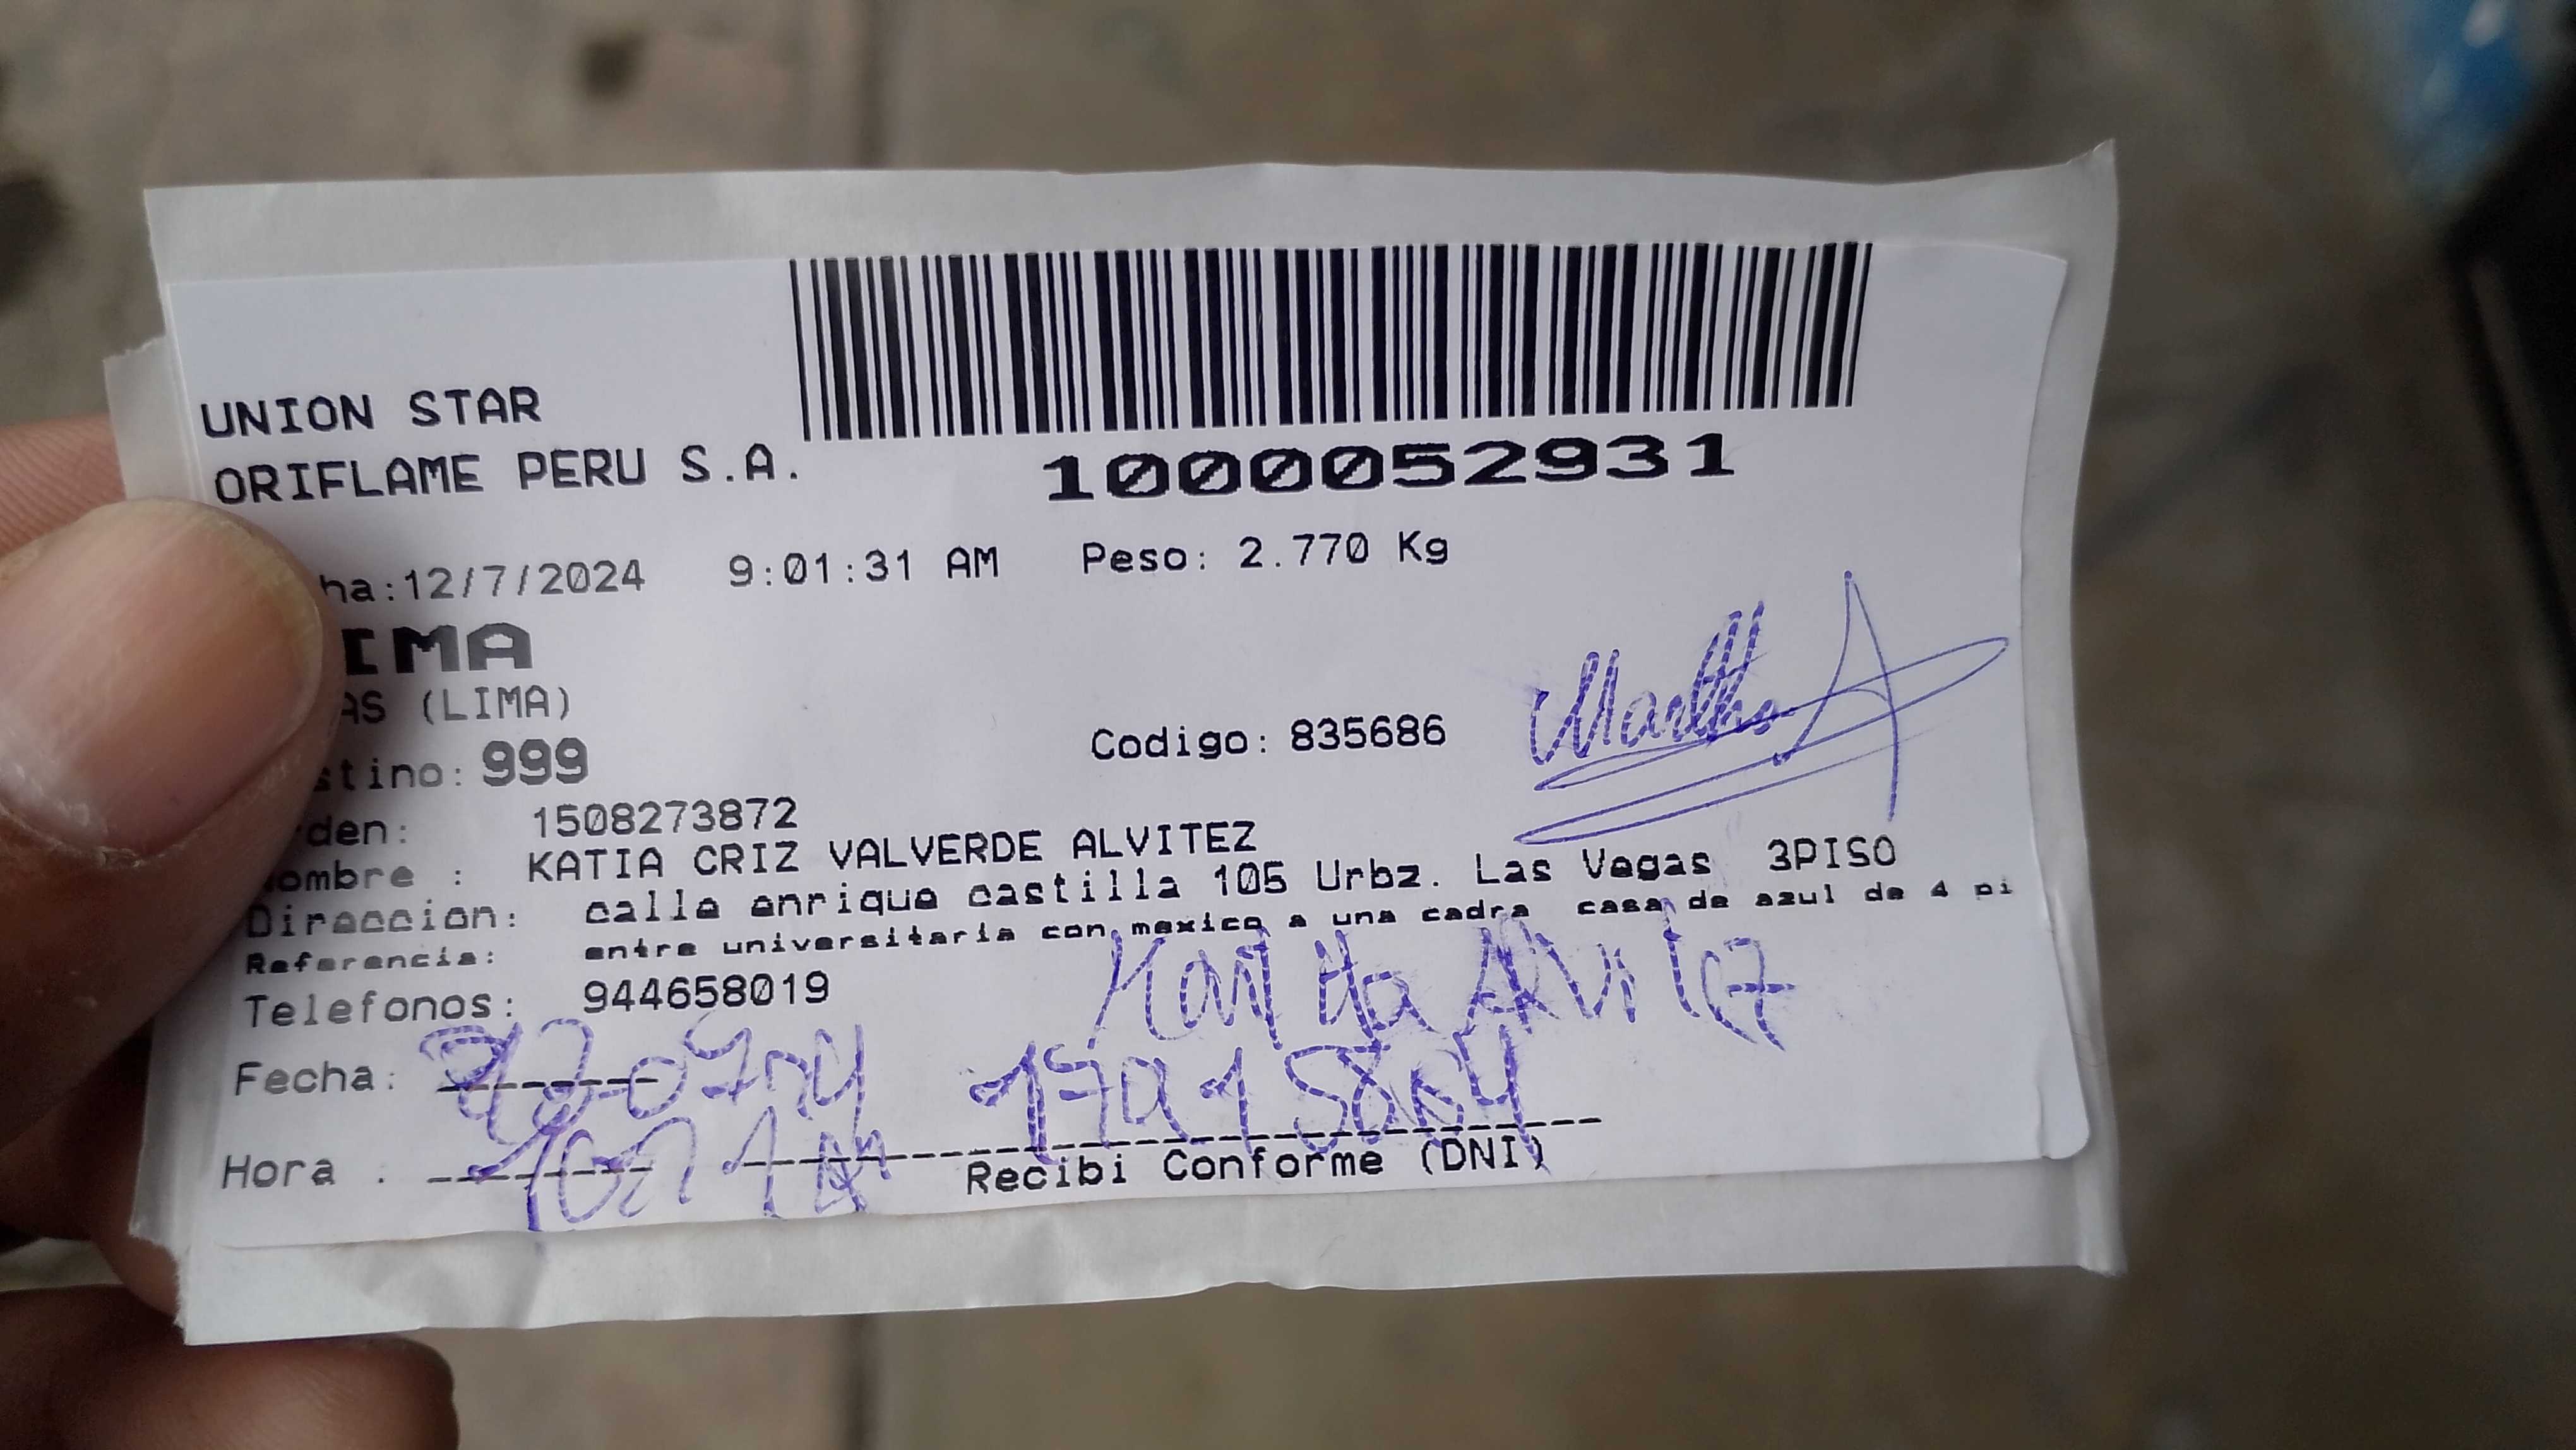 UNION STAR
ORIFLAME PERU S.A.
1000052931
ha:12/7/2024 9:01:31 AM Peso: 2.770 Kg
IMA
AS (LIMA)
Codigo: 835686
Martha A
stino: 999
rden: 1508273872
ombre : KATIA CRIZ VALVERDE ALVITEZ
Direccion: calle enrique castilla 105 Urbz. Las Vegas 3PISO
Referencia: entre universitaria con mexico a una cadra casa de azul de 4 pi
Telefonos: 944658019
Martha Alvitez
Fecha:
Hora :
Recibi Conforme (DNI)